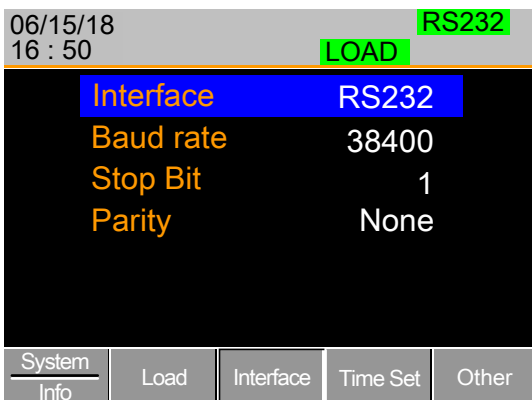 06/15/18 RS232
16 : 50 LOAD
Interface RS232
Baud rate 38400
Stop Bit 1
Parity None
System
Info Load Interface Time Set Other